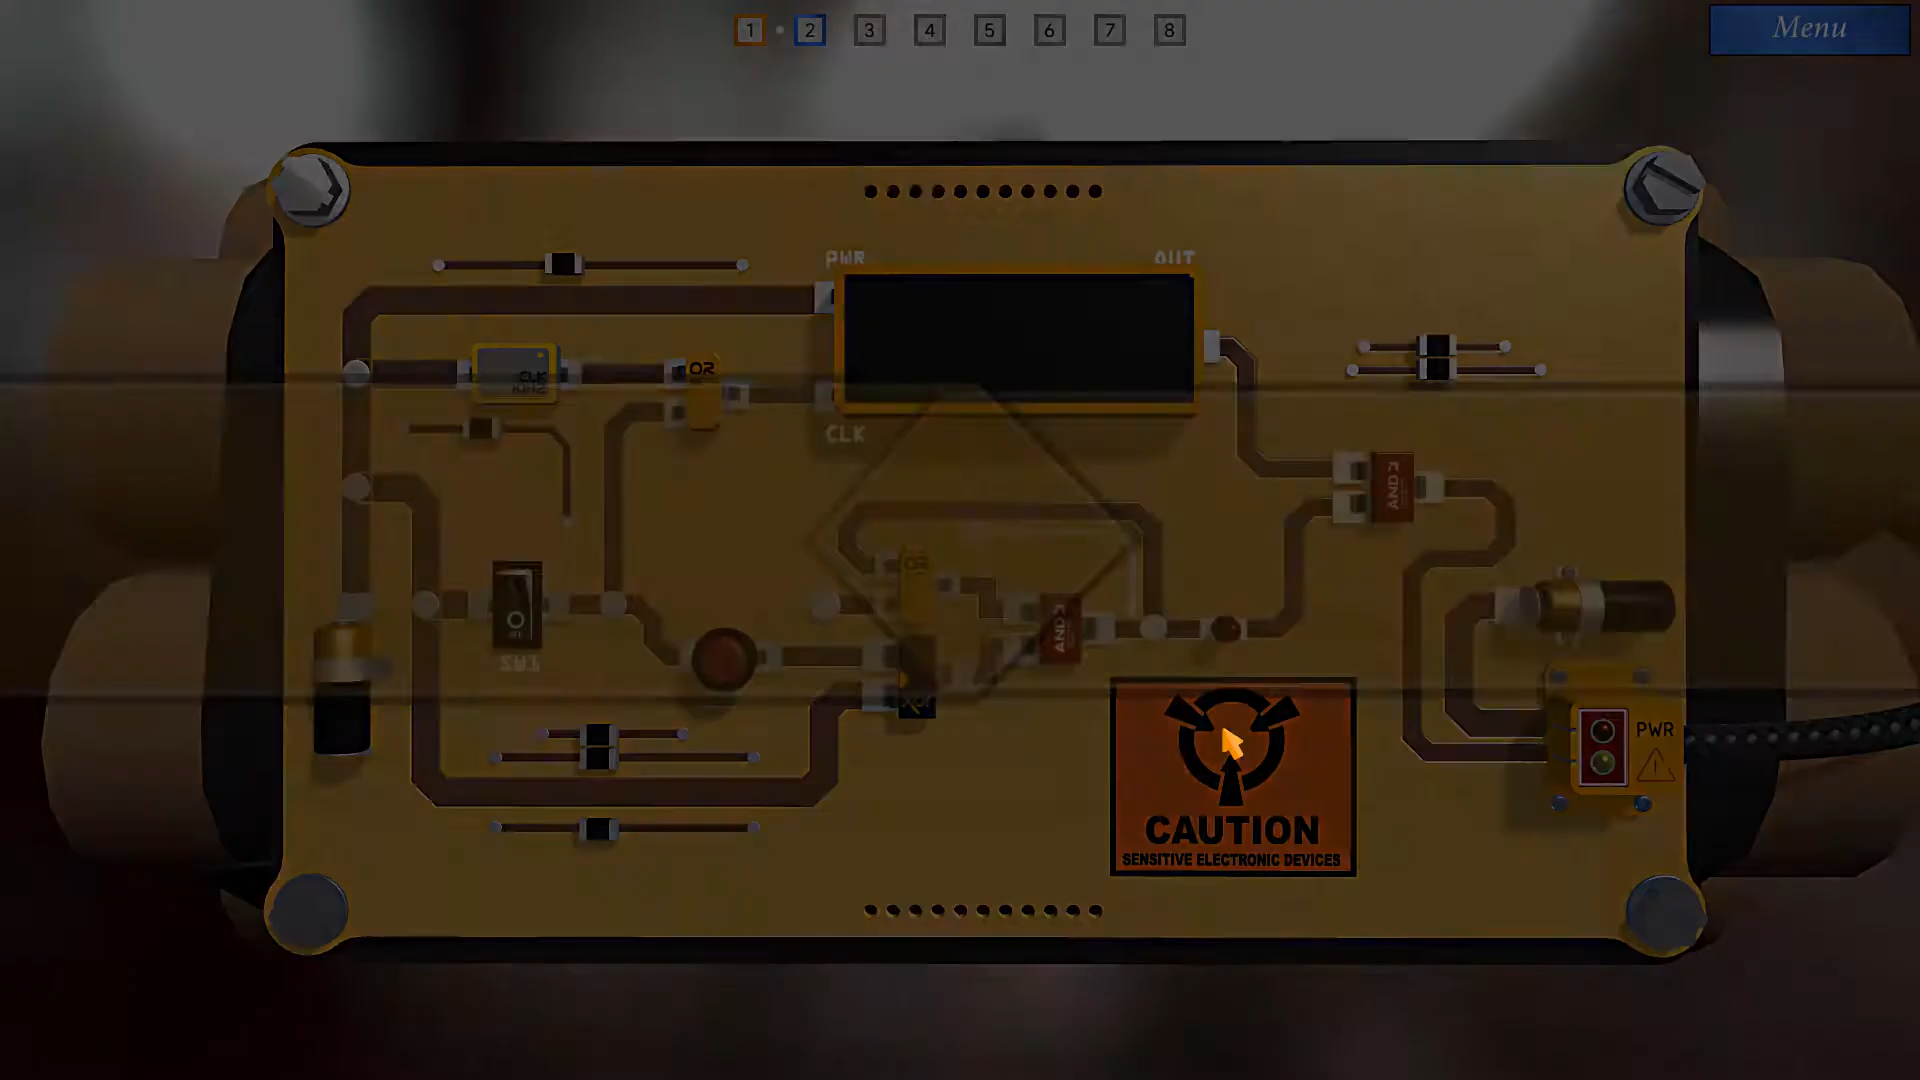 1 2 3 4 5 6 7 8
Menu
PWR
OUT
OR
CLK
CLK
AND
OR
AND
SW1
PWR
CAUTION
SENSITIVE ELECTRONIC DEVICES